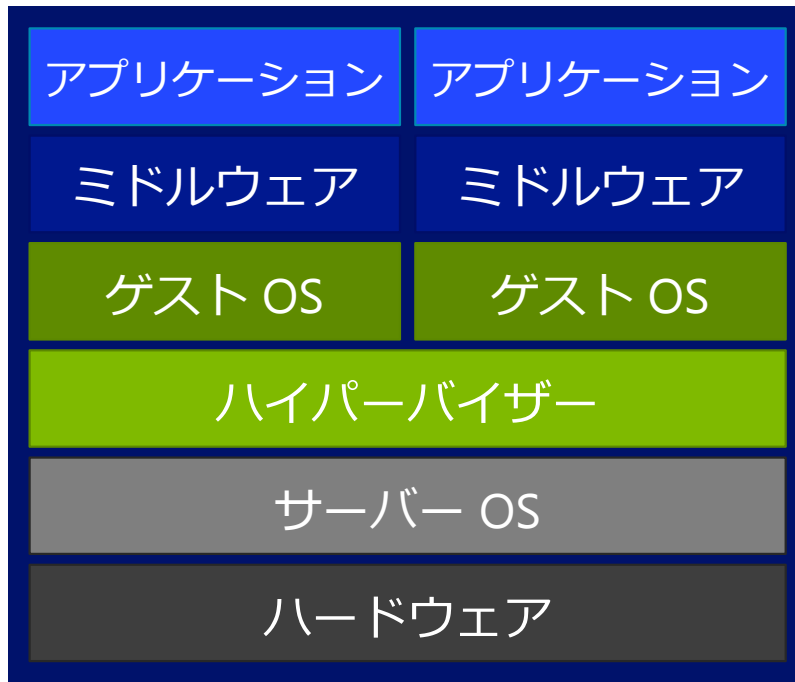 アプリケーション アプリケーション
ミドルウェア ミドルウェア
ゲスト OS ゲスト OS
ハイパーバイザー
サーバー OS
ハードウェア